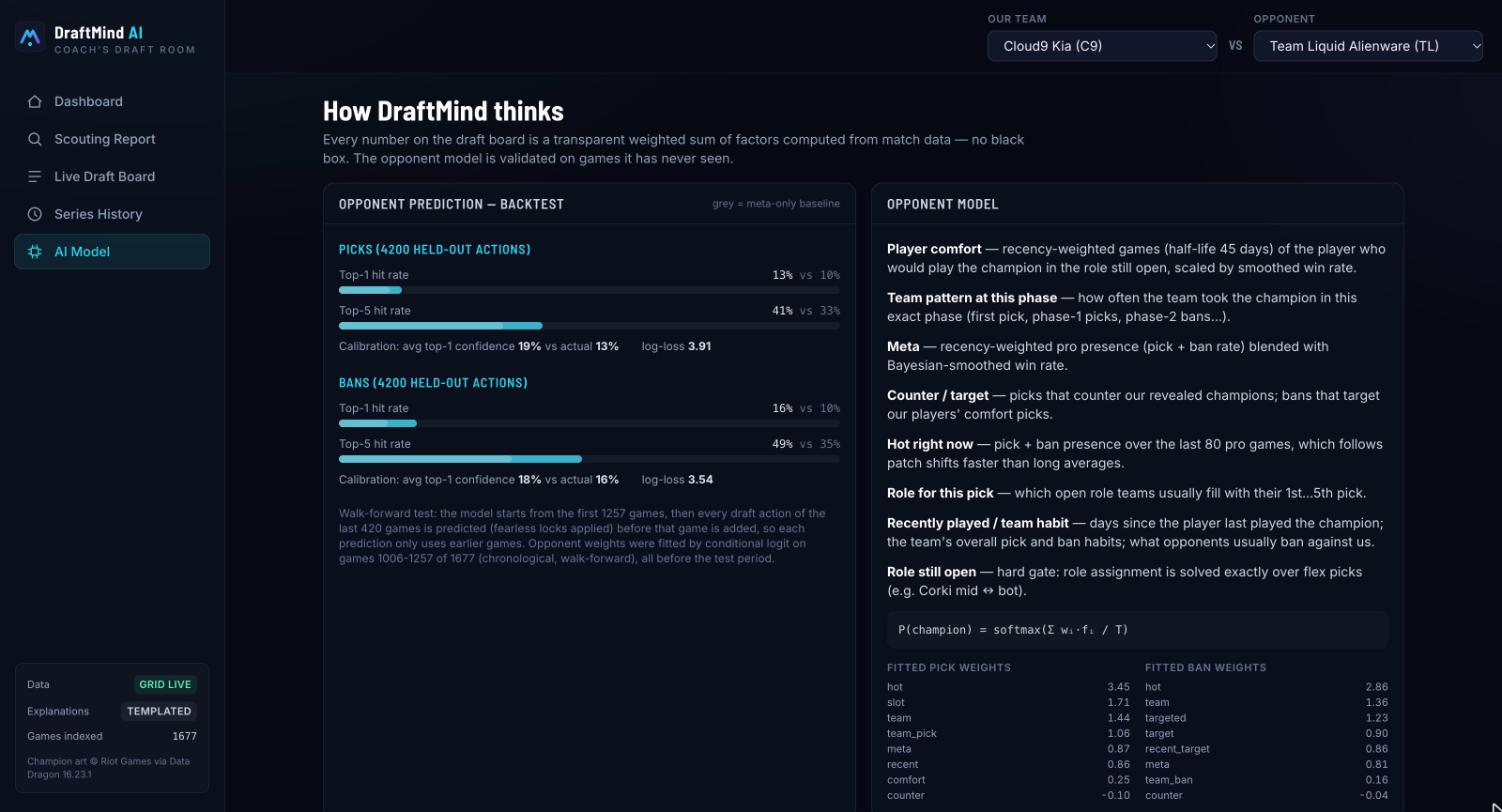 DraftMind AI
COACH'S DRAFT ROOM
OUR TEAM
OPPONENT
Cloud9 Kia (C9)
VS
Team Liquid Alienware (TL)
Dashboard
Scouting Report
Live Draft Board
Series History
AI Model
How DraftMind thinks
Every number on the draft board is a transparent weighted sum of factors computed from match data — no black
box. The opponent model is validated on games it has never seen.
OPPONENT PREDICTION — BACKTEST
grey = meta-only baseline
PICKS (4200 HELD-OUT ACTIONS)
Top-1 hit rate 13% vs 10%
Top-5 hit rate 41% vs 33%
Calibration: avg top-1 confidence 19% vs actual 13% log-loss 3.91
BANS (4200 HELD-OUT ACTIONS)
Top-1 hit rate 16% vs 10%
Top-5 hit rate 49% vs 35%
Calibration: avg top-1 confidence 18% vs actual 16% log-loss 3.54
Walk-forward test: the model starts from the first 1257 games, then every draft action of the
last 420 games is predicted (fearless locks applied) before that game is added, so each
prediction only uses earlier games. Opponent weights were fitted by conditional logit on
games 1006-1257 of 1677 (chronological, walk-forward), all before the test period.
OPPONENT MODEL
Player comfort — recency-weighted games (half-life 45 days) of the player who
would play the champion in the role still open, scaled by smoothed win rate.
Team pattern at this phase — how often the team took the champion in this
exact phase (first pick, phase-1 picks, phase-2 bans...).
Meta — recency-weighted pro presence (pick + ban rate) blended with
Bayesian-smoothed win rate.
Counter / target — picks that counter our revealed champions; bans that target
our players' comfort picks.
Hot right now — pick + ban presence over the last 80 pro games, which follows
patch shifts faster than long averages.
Role for this pick — which open role teams usually fill with their 1st...5th pick.
Recently played / team habit — days since the player last played the champion;
the team's overall pick and ban habits; what opponents usually ban against us.
Role still open — hard gate: role assignment is solved exactly over flex picks
(e.g. Corki mid ↔ bot).
P(champion) = softmax(Σ wᵢ·fᵢ / T)
FITTED PICK WEIGHTS
hot 3.45
slot 1.71
team 1.44
team_pick 1.06
meta 0.87
recent 0.86
comfort 0.25
counter -0.10
FITTED BAN WEIGHTS
hot 2.86
team 1.36
targeted 1.23
target 0.90
recent_target 0.86
meta 0.81
team_ban 0.16
counter -0.04
Data GRID LIVE
Explanations TEMPLATED
Games indexed 1677
Champion art © Riot Games via Data
Dragon 16.23.1